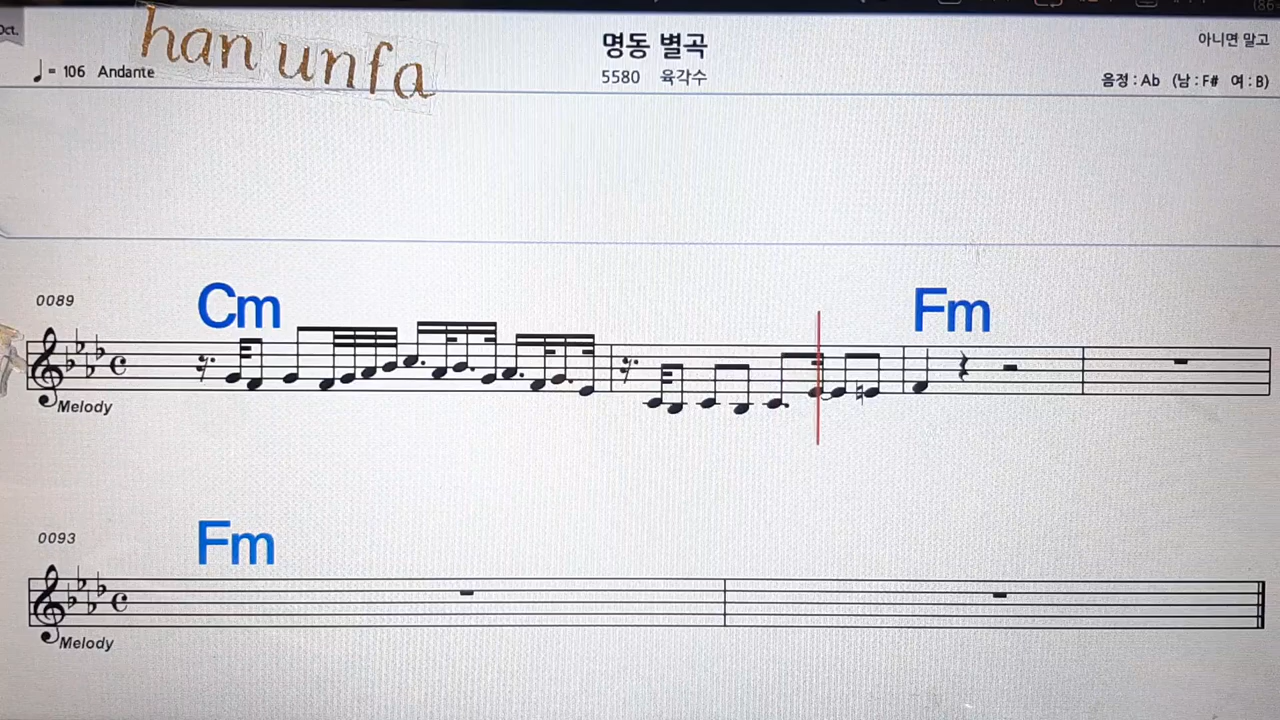 Oct.
han unfa
명동 별곡
아니면 말고
♩= 106 Andante
5580 육각수
음정 : Ab (남 : F# 여 : B)
0089
Cm
Fm
Melody
0093
Fm
Melody